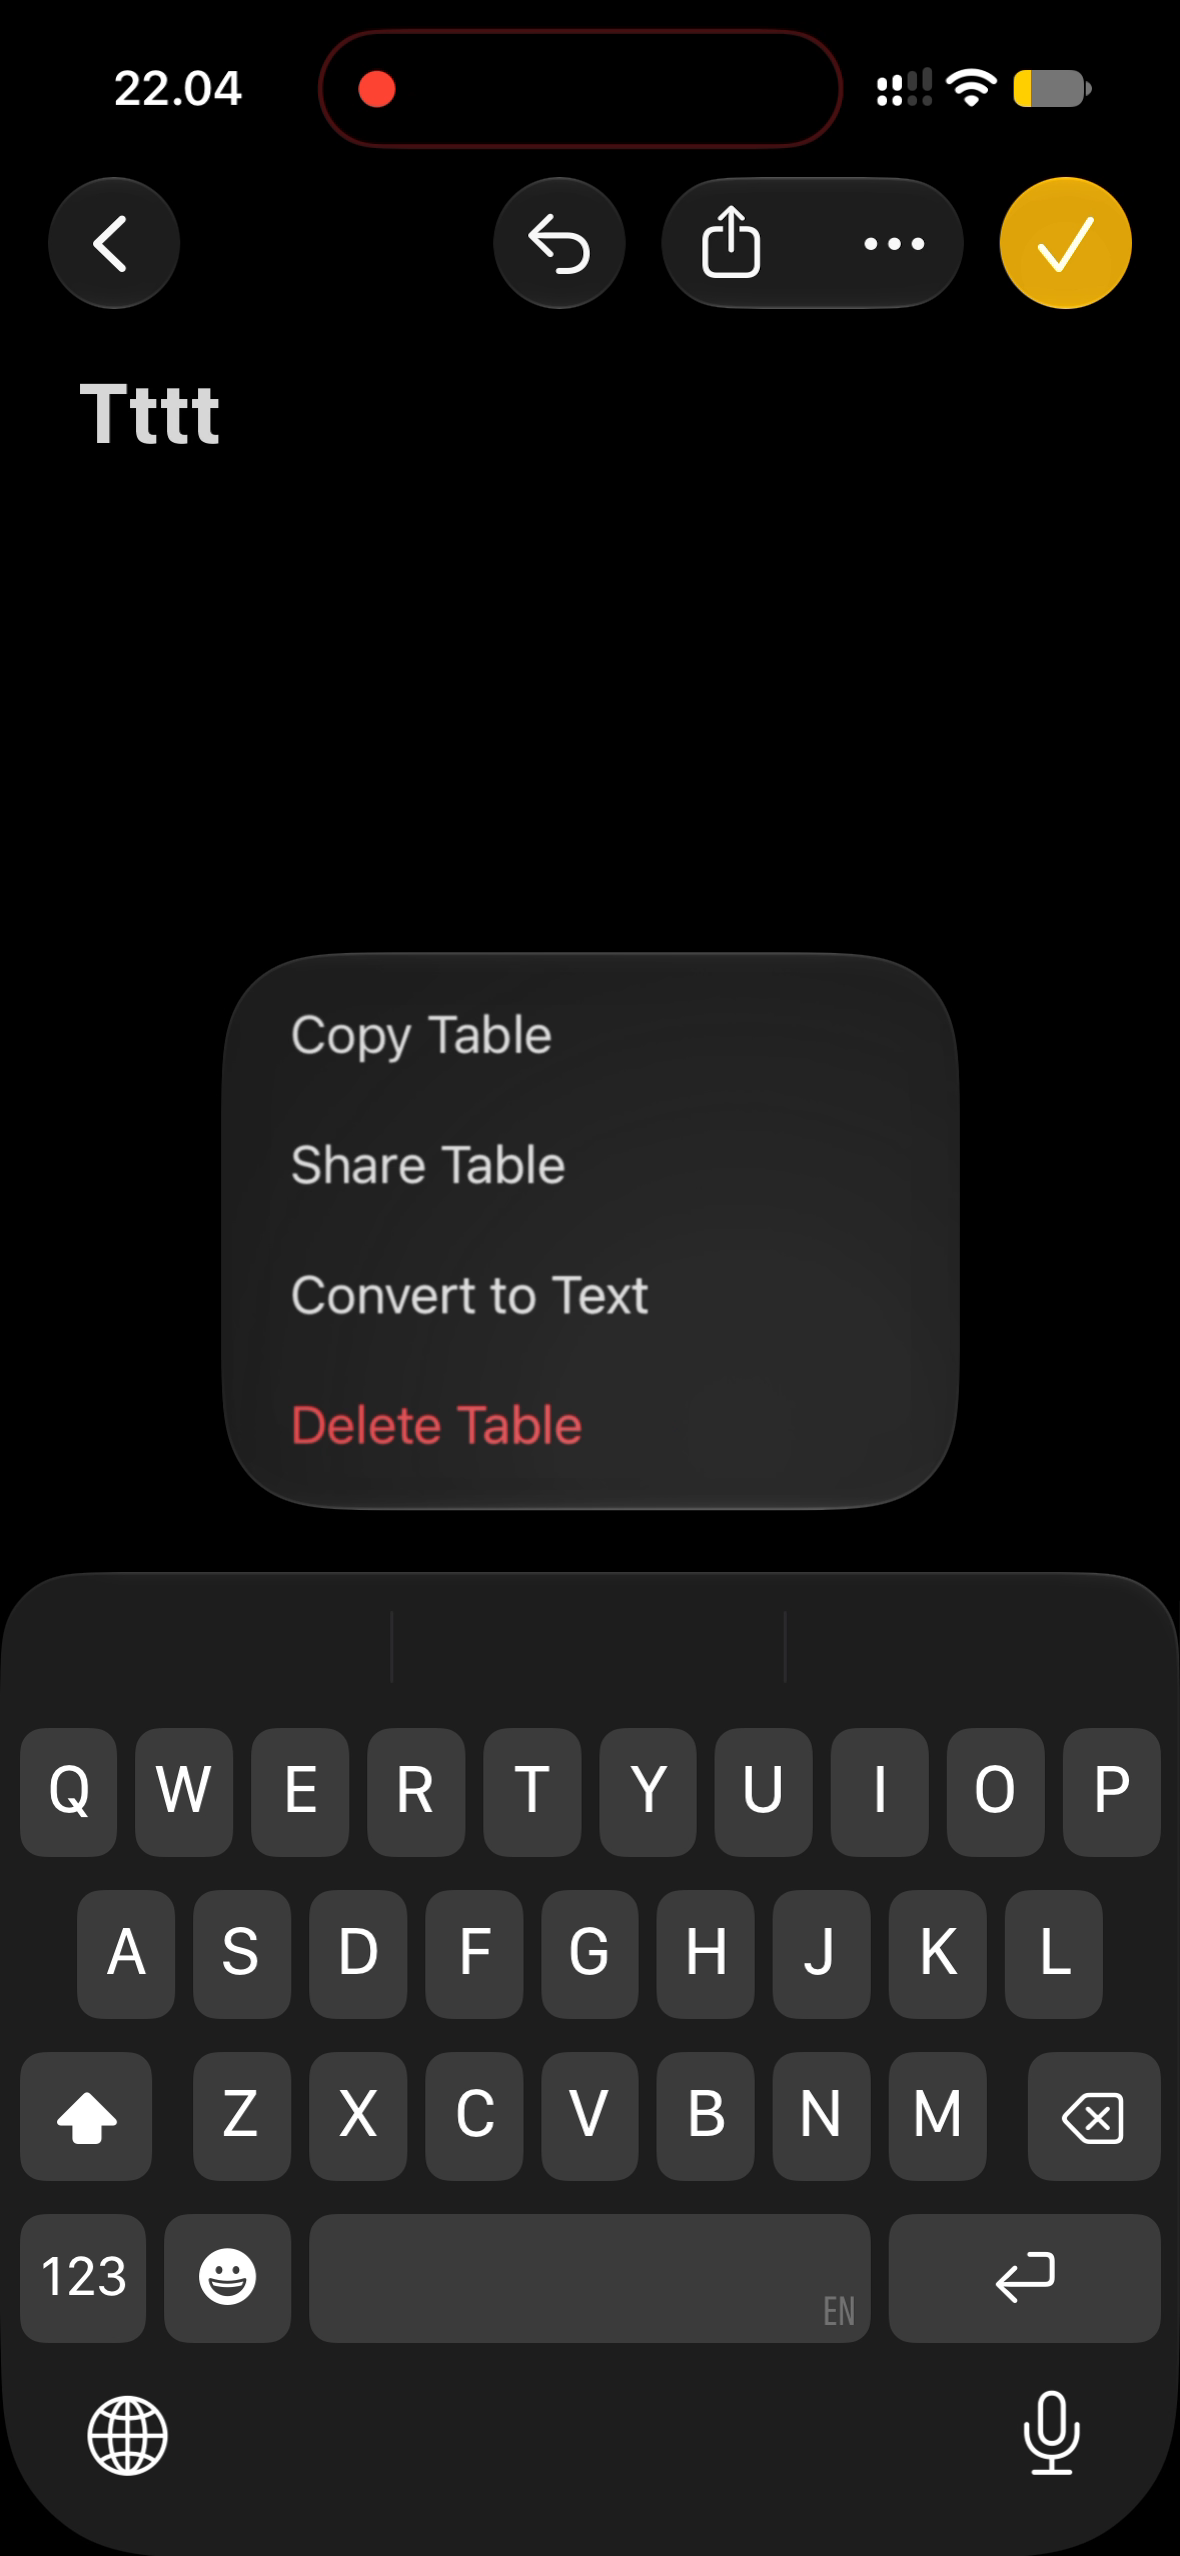 22.04
Tttt
Copy Table
Share Table
Convert to Text
Delete Table
Q W E R T Y U I O P
A S D F G H J K L
Z X C V B N M
123
EN